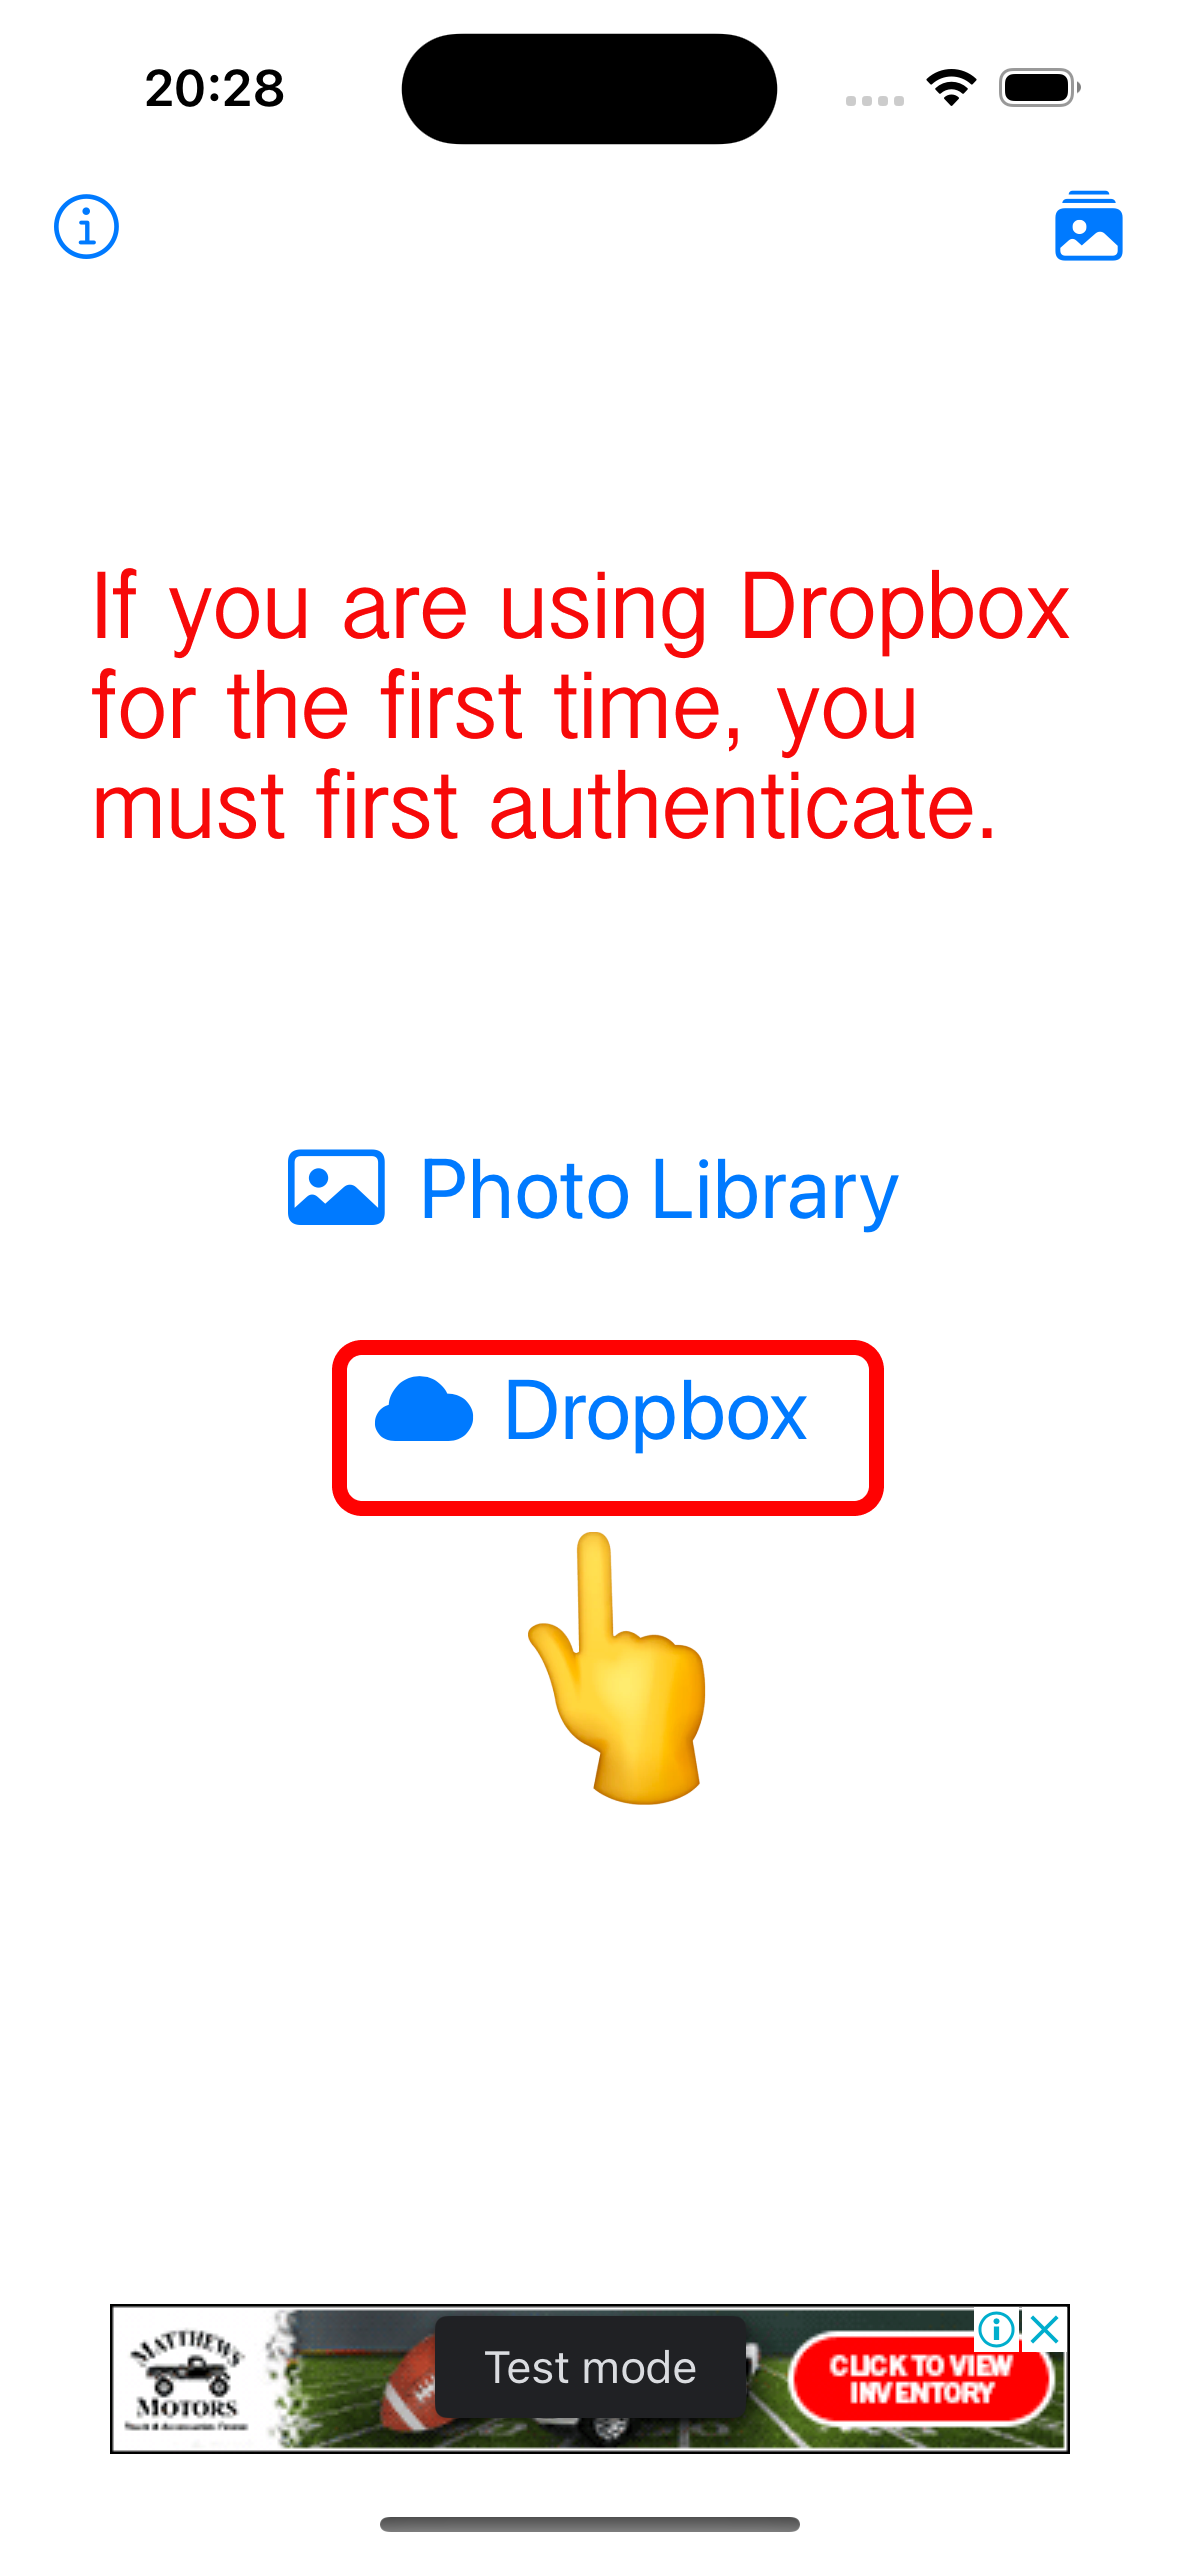 20:28
If you are using Dropbox
for the first time, you
must first authenticate.
Photo Library
Dropbox
MATTHEWS
MOTORS
Test mode
CLICK TO VIEW
INVENTORY